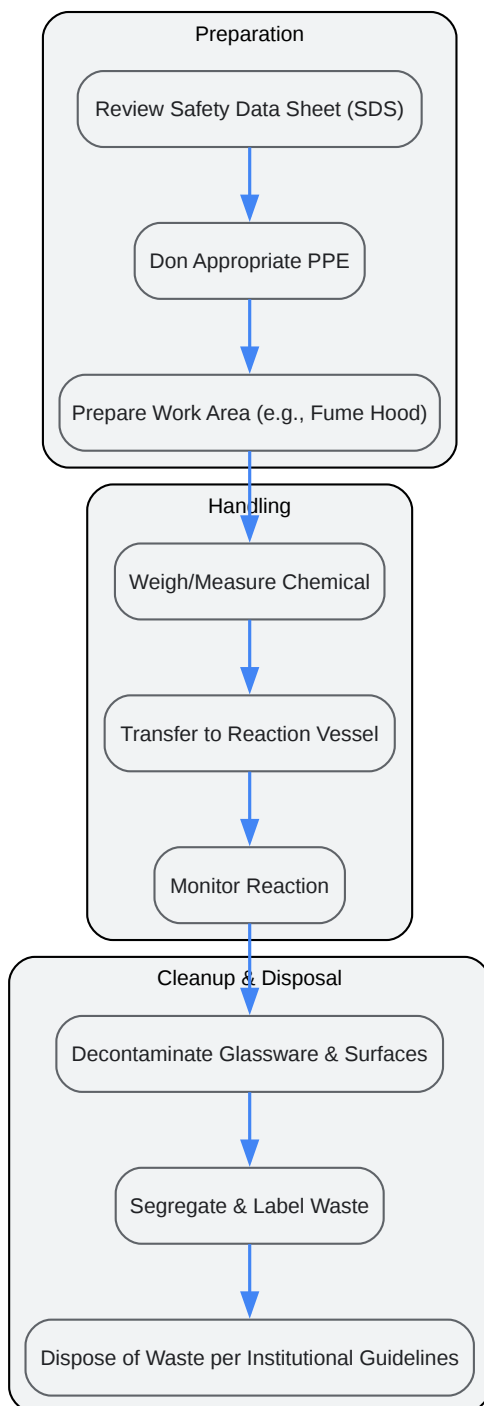 Preparation
Review Safety Data Sheet (SDS)
Don Appropriate PPE
Prepare Work Area (e.g., Fume Hood)
Handling
Weigh/Measure Chemical
Transfer to Reaction Vessel
Monitor Reaction
Cleanup & Disposal
Decontaminate Glassware & Surfaces
Segregate & Label Waste
Dispose of Waste per Institutional Guidelines